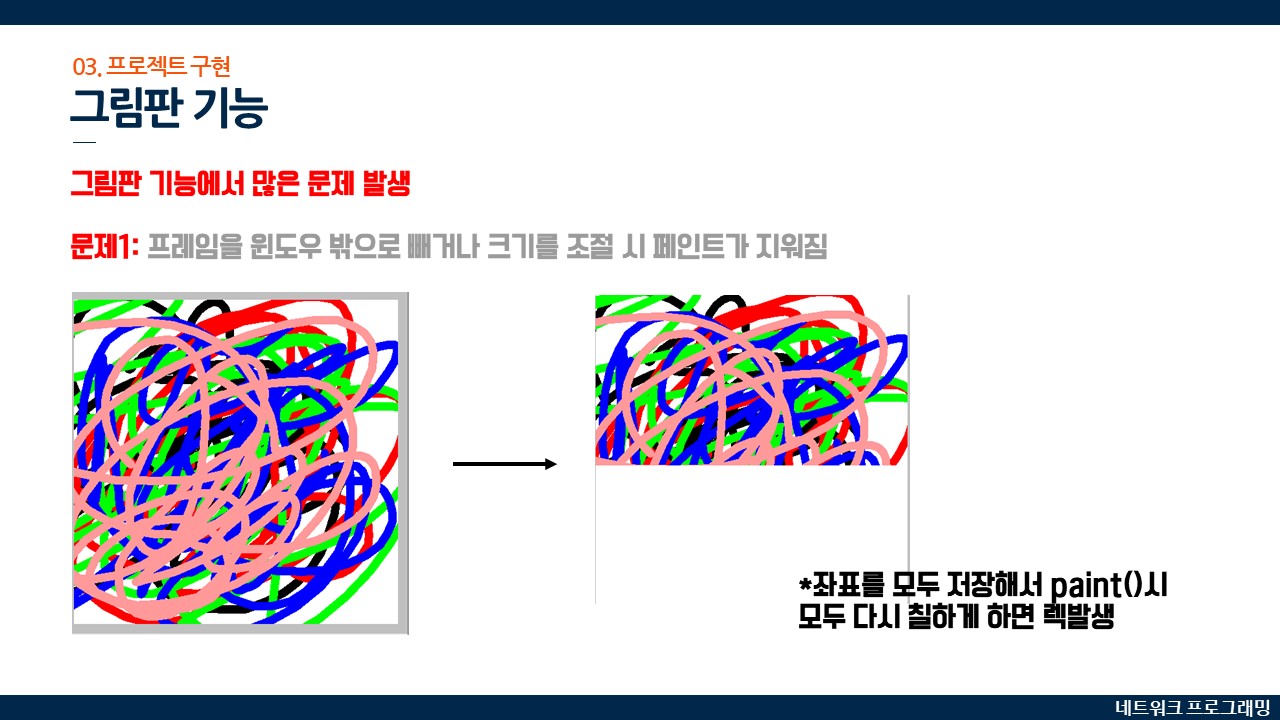 03. 프로젝트 구현
그림판 기능
그림판 기능에서 많은 문제 발생
문제1: 프레임을 윈도우 밖으로 빼거나 크기를 조절 시 페인트가 지워짐
*좌표를 모두 저장해서 paint()시
모두 다시 칠하게 하면 렉발생
네트워크 프로그래밍